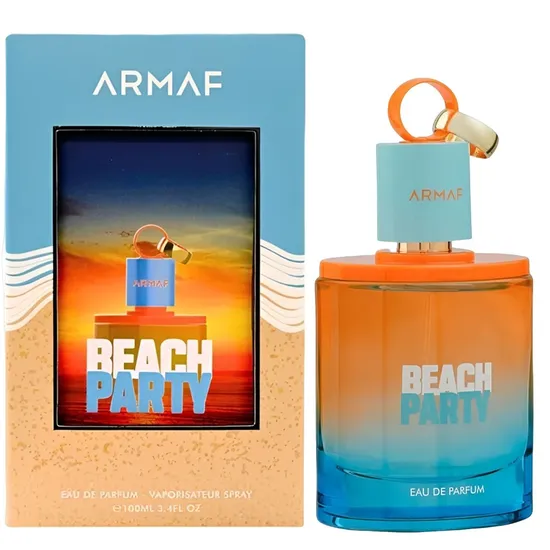 ARMAF
ARMAF
BEACH
PARTY
EAU DE PARFUM - VAPORISATEUR SPRAY
℮100ML 3.4FL OZ
ARMAF
BEACH
PARTY
EAU DE PARFUM